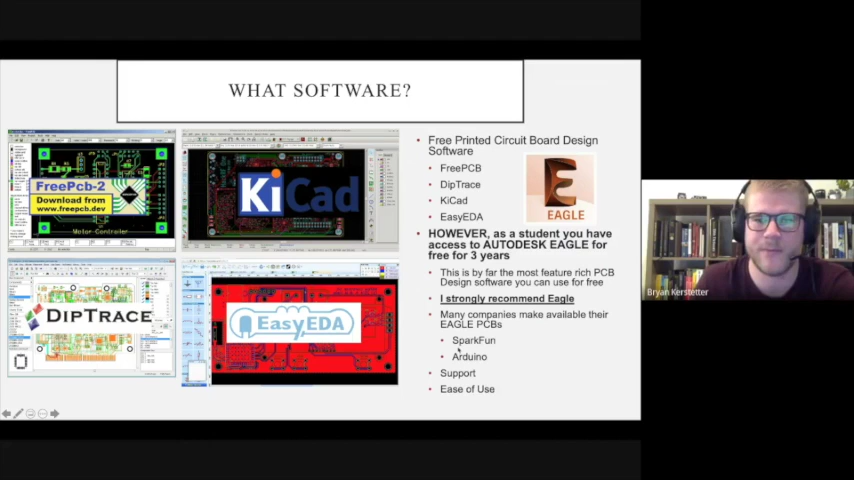 WHAT SOFTWARE?
FreePcb-2
Download from
www.freepcb.dev
Motor Controller
KiCad
DIPTRACE
EasyEDA
Free Printed Circuit Board Design
Software
FreePCB
DipTrace
KiCad
EasyEDA
E
EAGLE
HOWEVER, as a student you have
access to AUTODESK EAGLE for
free for 3 years
This is by far the most feature rich PCB
Design software you can use for free
I strongly recommend Eagle
Many companies make available their
EAGLE PCBs
SparkFun
Arduino
Support
Ease of Use
Bryan Kerstetter